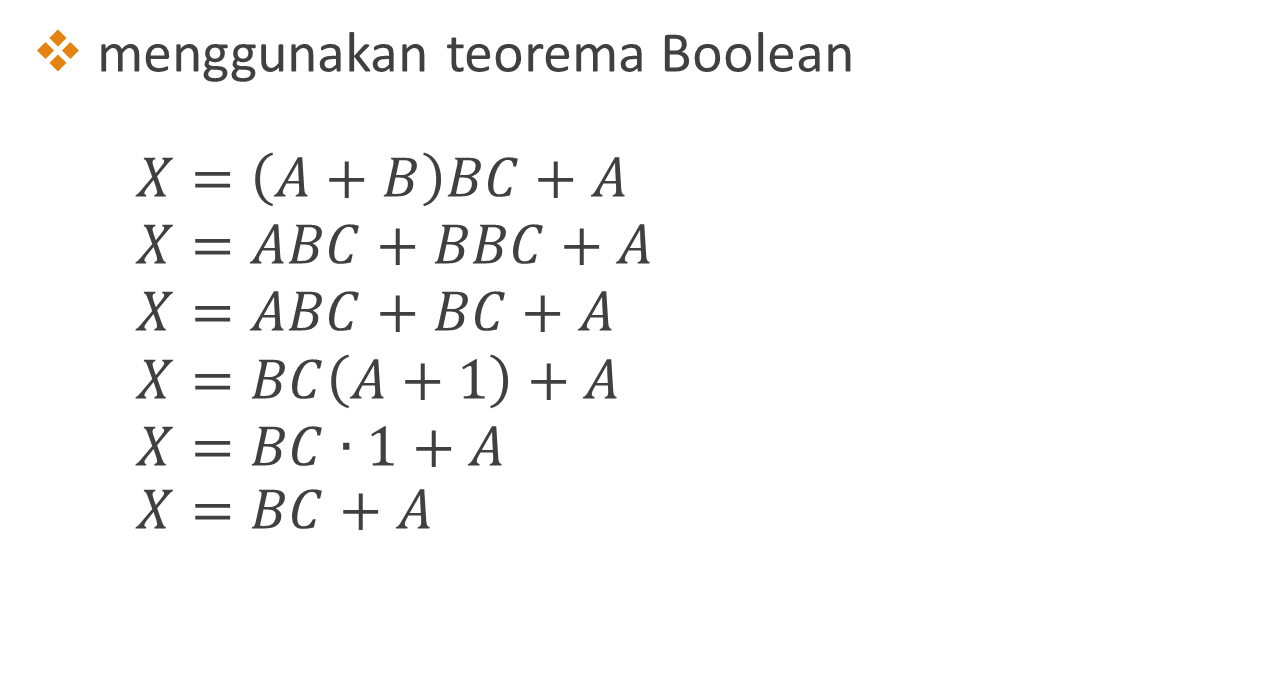 menggunakan teorema Boolean
X = (A + B)BC + A
X = ABC + BBC + A
X = ABC + BC + A
X = BC(A + 1) + A
X = BC · 1 + A
X = BC + A